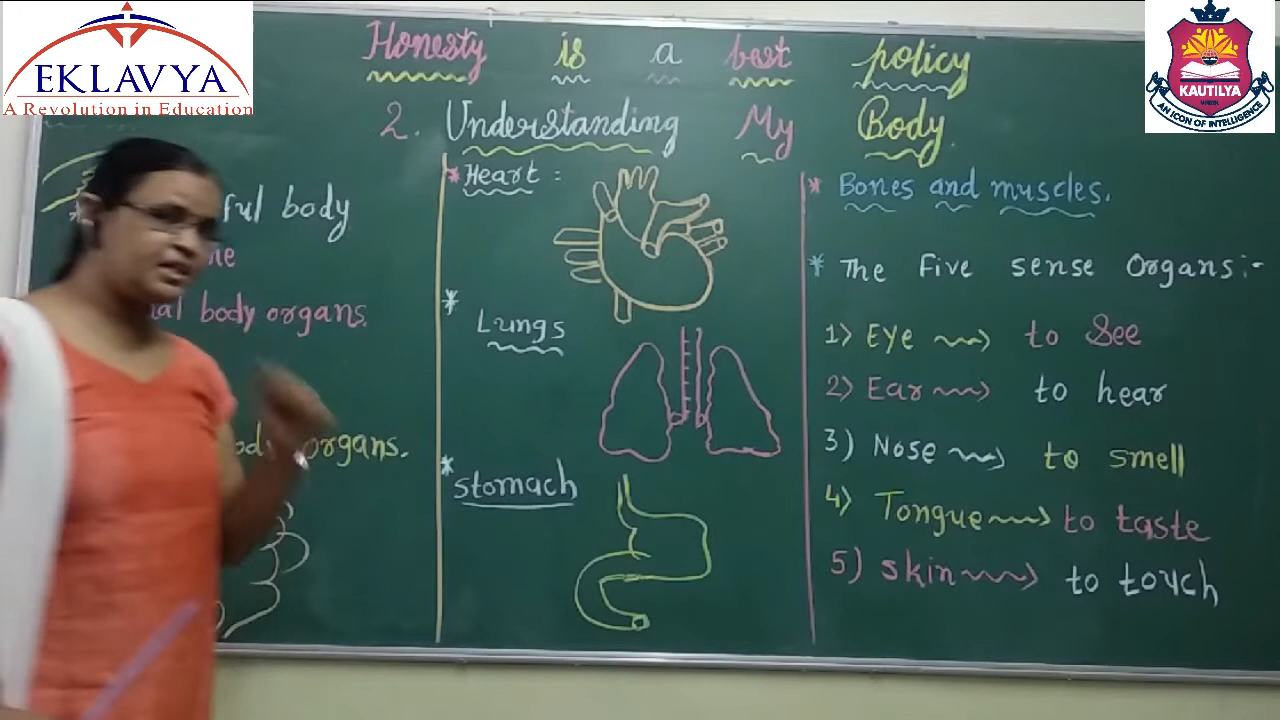 EKLAVYA
A Revolution in Education
KAUTILYA
AN ICON OF INTELLIGENCE
Honesty is a best policy
2. Understanding My Body
body
body organs.
organs.
* Heart :
* Lungs
* Stomach
* Bones and muscles.
* The Five sense Organs:-
1) Eye → to See
2) Ear → to hear
3) Nose → to smell
4) Tongue → to taste
5) skin → to touch